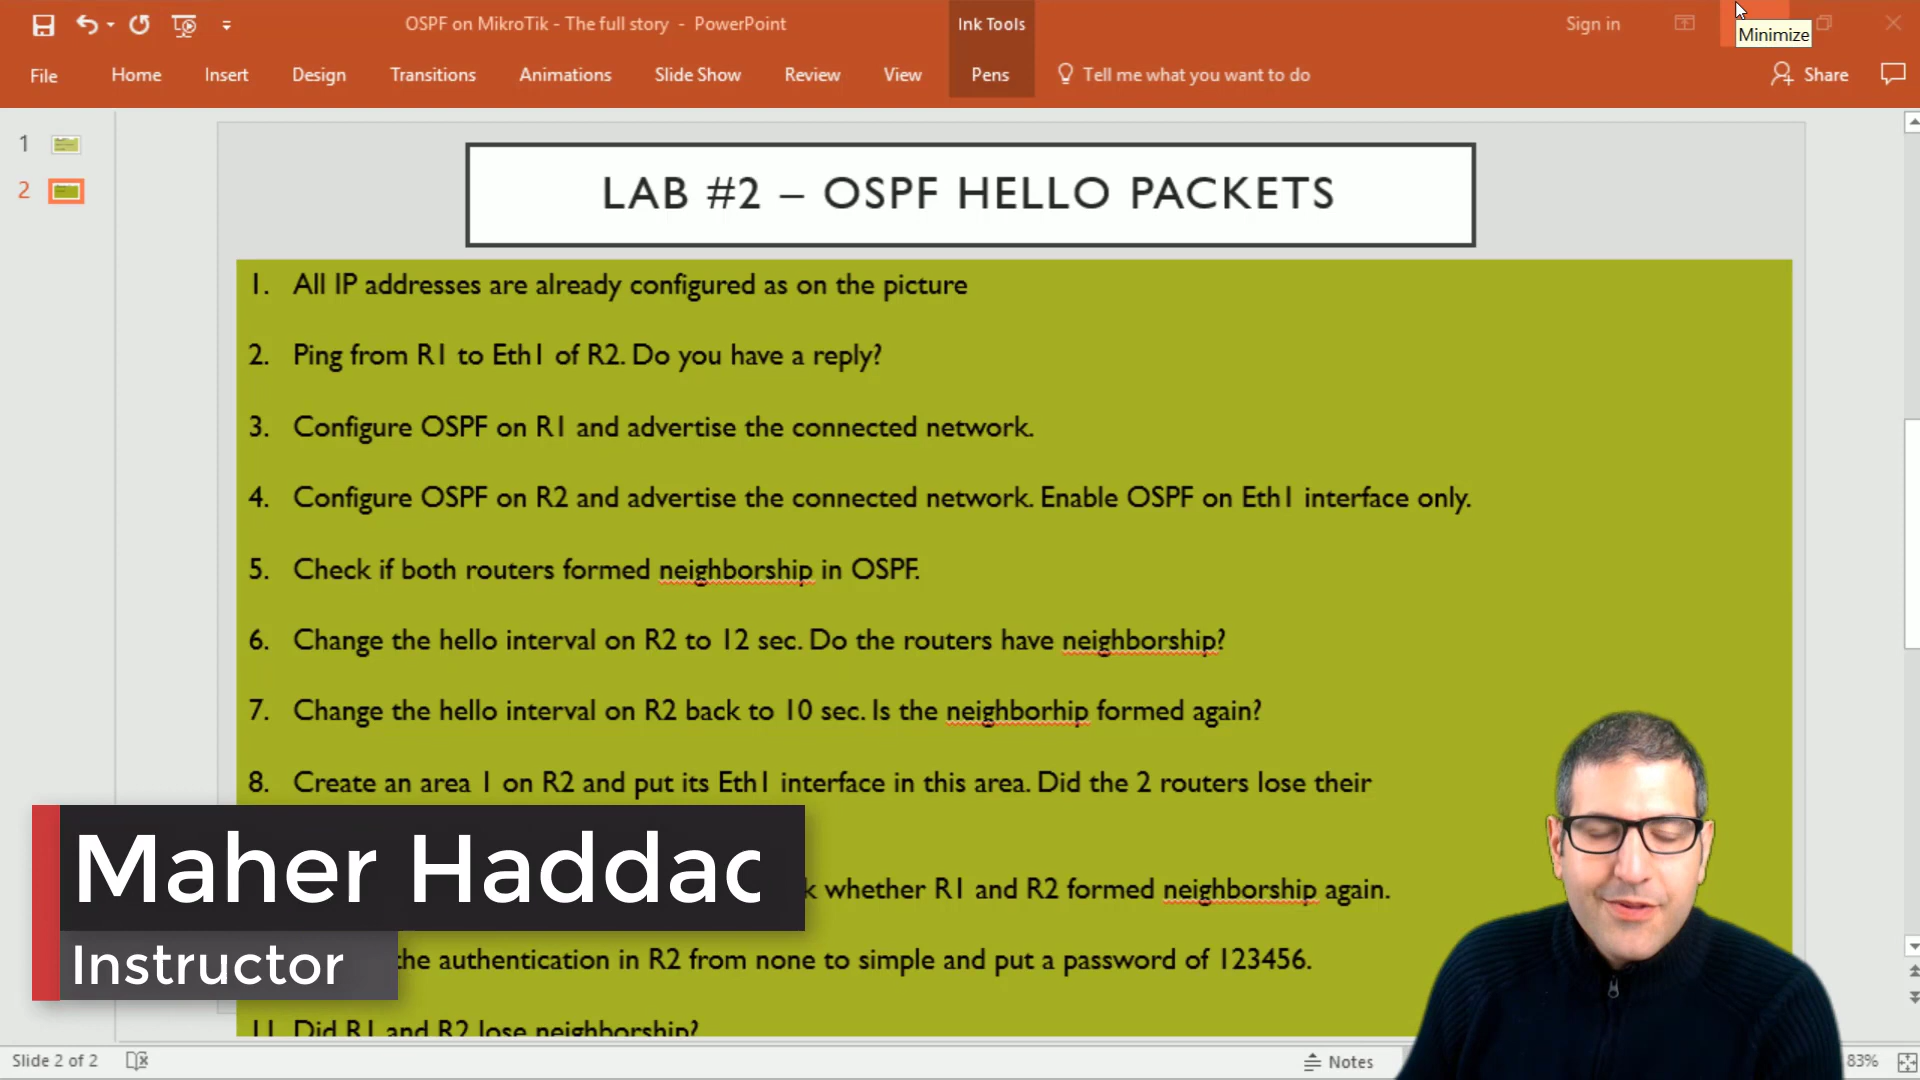 OSPF on MikroTik - The full story - PowerPoint
Ink Tools
Sign in
Minimize
File
Home
Insert
Design
Transitions
Animations
Slide Show
Review
View
Pens
Tell me what you want to do
Share
1
2
LAB #2 – OSPF HELLO PACKETS
1. All IP addresses are already configured as on the picture
2. Ping from R1 to Eth1 of R2. Do you have a reply?
3. Configure OSPF on R1 and advertise the connected network.
4. Configure OSPF on R2 and advertise the connected network. Enable OSPF on Eth1 interface only.
5. Check if both routers formed neighborship in OSPF.
6. Change the hello interval on R2 to 12 sec. Do the routers have neighborship?
7. Change the hello interval on R2 back to 10 sec. Is the neighborhip formed again?
8. Create an area 1 on R2 and put its Eth1 interface in this area. Did the 2 routers lose their
whether R1 and R2 formed neighborship again.
the authentication in R2 from none to simple and put a password of 123456.
11. Did R1 and R2 lose neighborship?
Maher Haddad
Instructor
Slide 2 of 2
Notes
83%